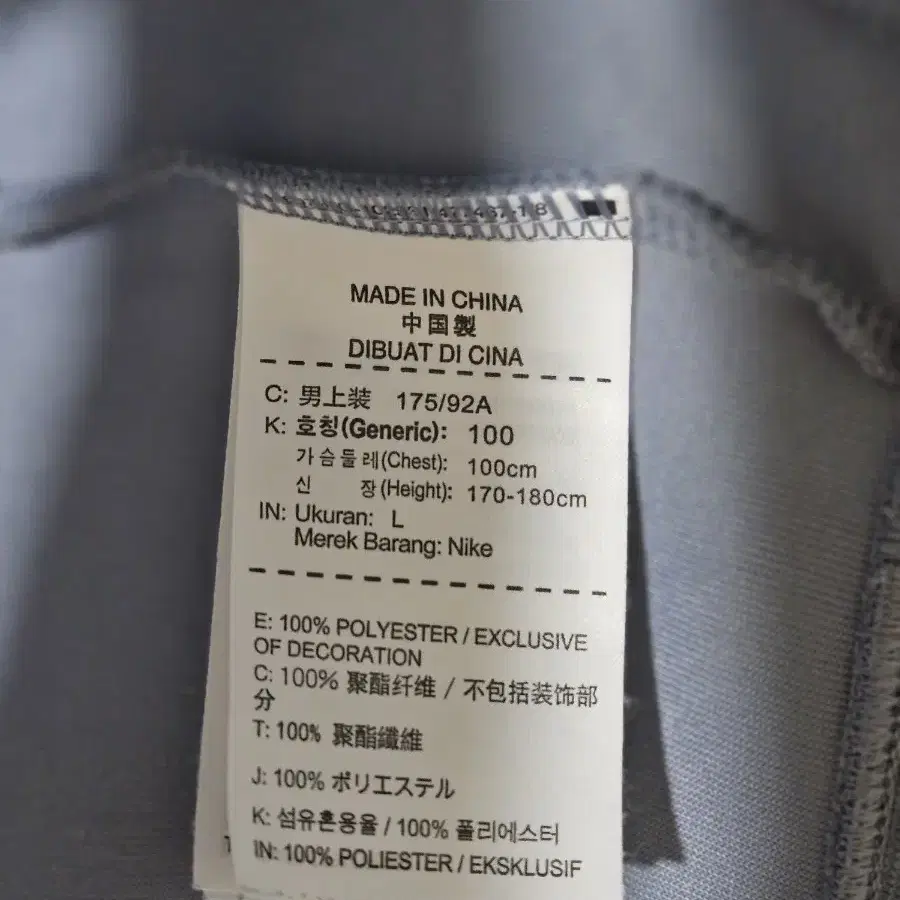 MADE IN CHINA
中国製
DIBUAT DI CINA
C: 男上装 175/92A
K: 호칭(Generic): 100
가슴둘레(Chest): 100cm
신 장(Height): 170-180cm
IN: Ukuran: L
Merek Barang: Nike
E: 100% POLYESTER / EXCLUSIVE
OF DECORATION
C: 100% 聚酯纤维 / 不包括装饰部
分
T: 100% 聚酯纖維
J: 100% ポリエステル
K: 섬유혼용율 / 100% 폴리에스터
IN: 100% POLIESTER / EKSKLUSIF